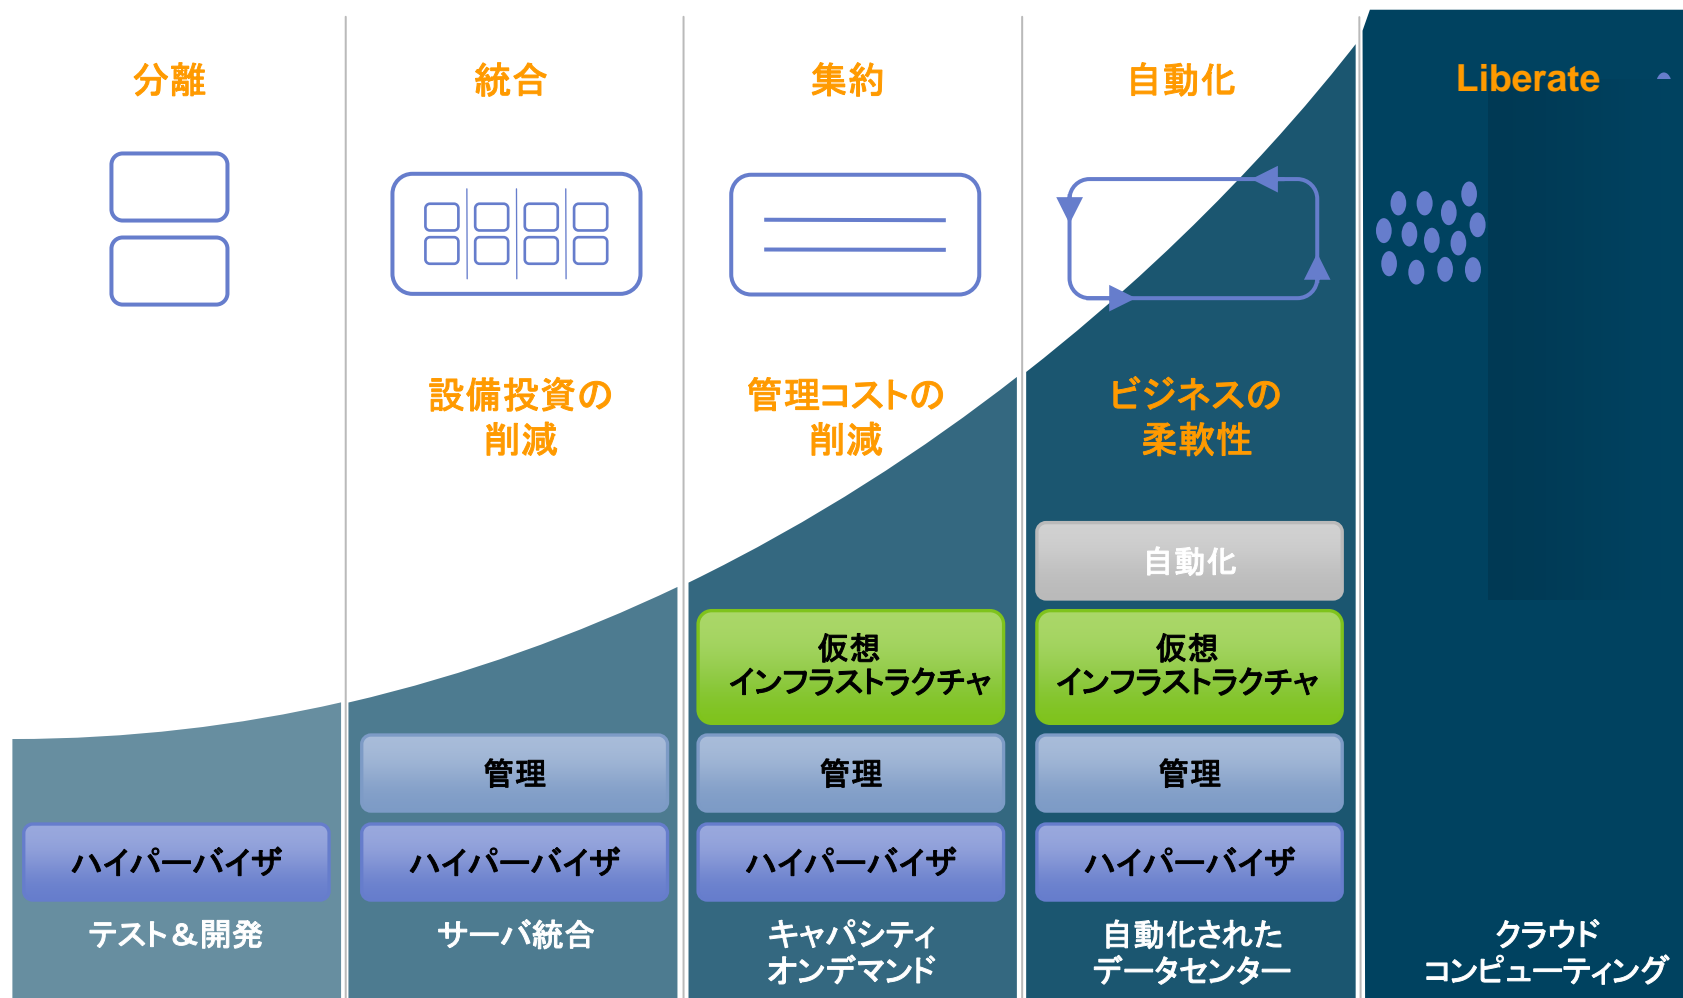 分離
統合
集約
自動化
Liberate
設備投資の
削減
管理コストの
削減
ビジネスの
柔軟性
自動化
仮想
インフラストラクチャ
仮想
インフラストラクチャ
管理
管理
管理
ハイパーバイザ
ハイパーバイザ
ハイパーバイザ
ハイパーバイザ
テスト&開発
サーバ統合
キャパシティ
オンデマンド
自動化された
データセンター
クラウド
コンピューティング